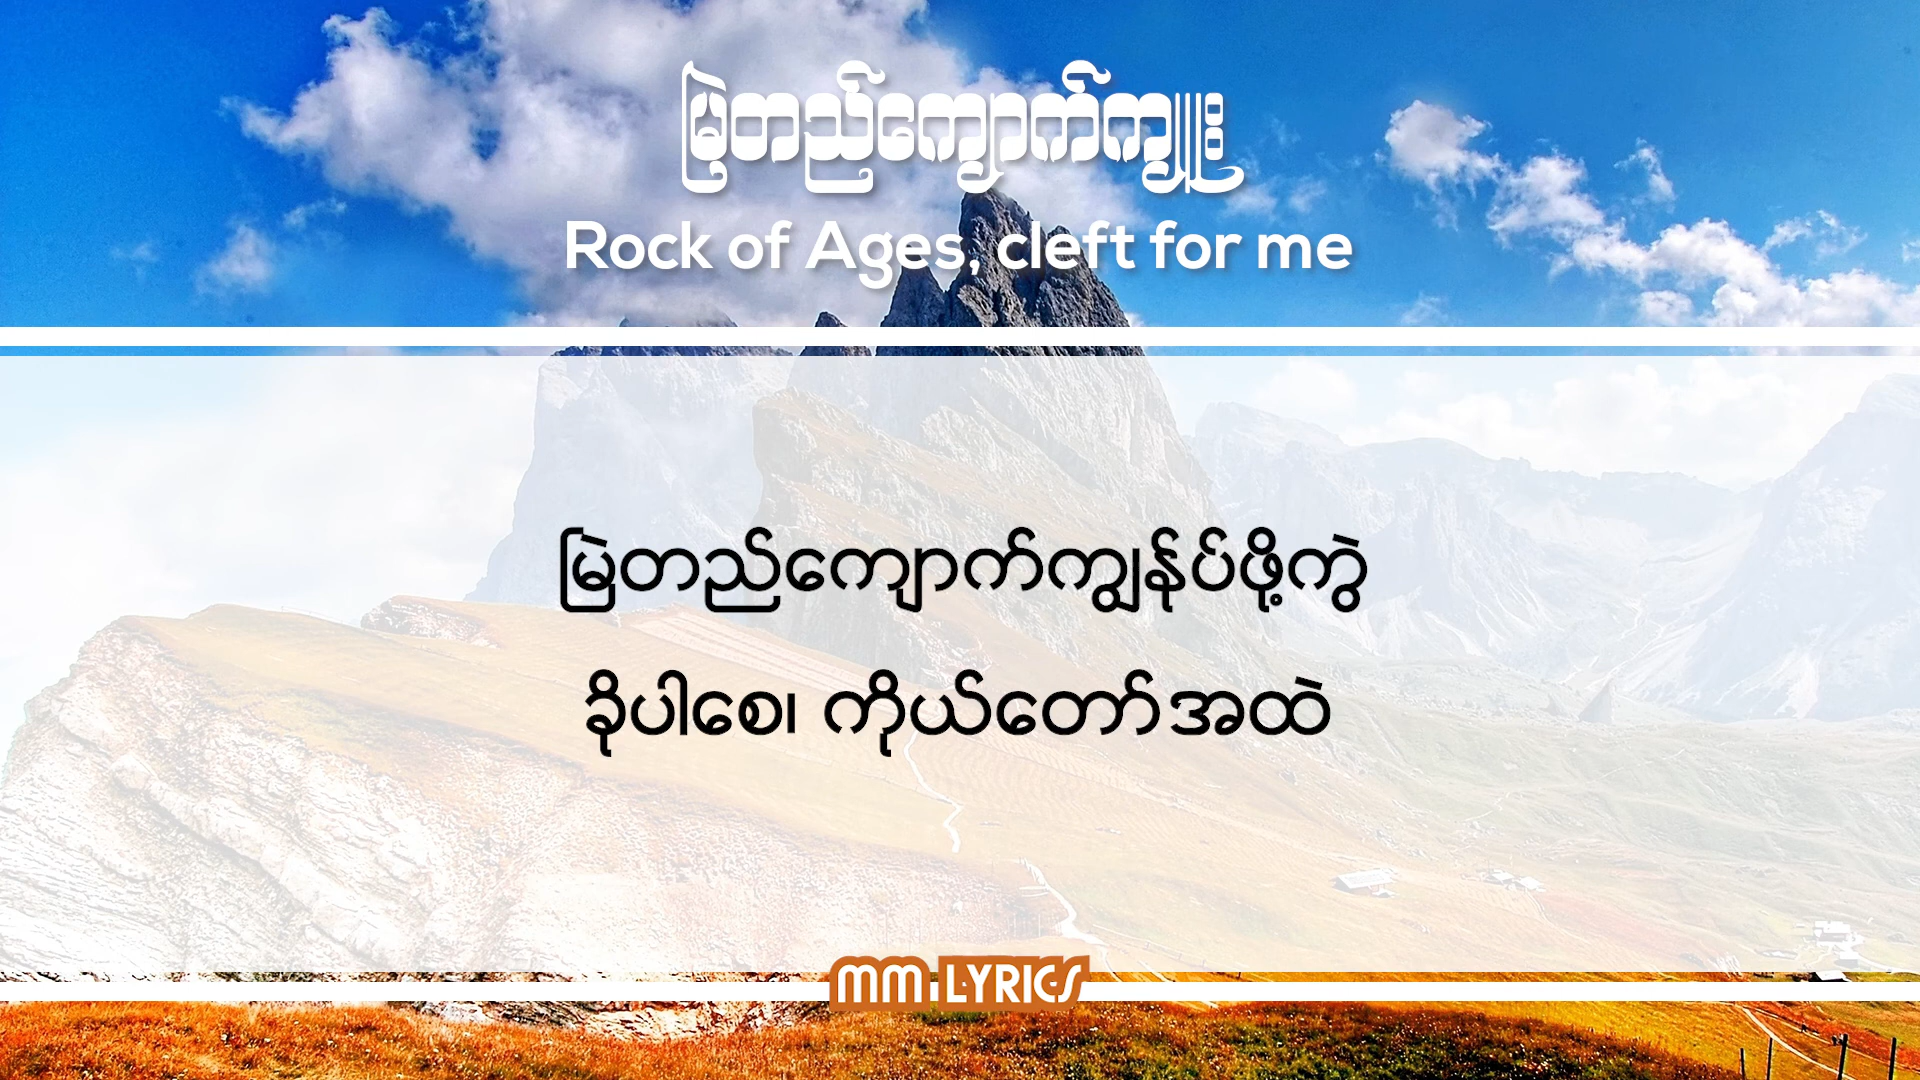 မြဲတည်ကျောက်ကျူး
Rock of Ages, cleft for me
မြဲတည်ကျောက်ကျွန်ုပ်ဖို့ကွဲ
ခိုပါစေ၊ ကိုယ်တော်အထဲ
MM LYRICS